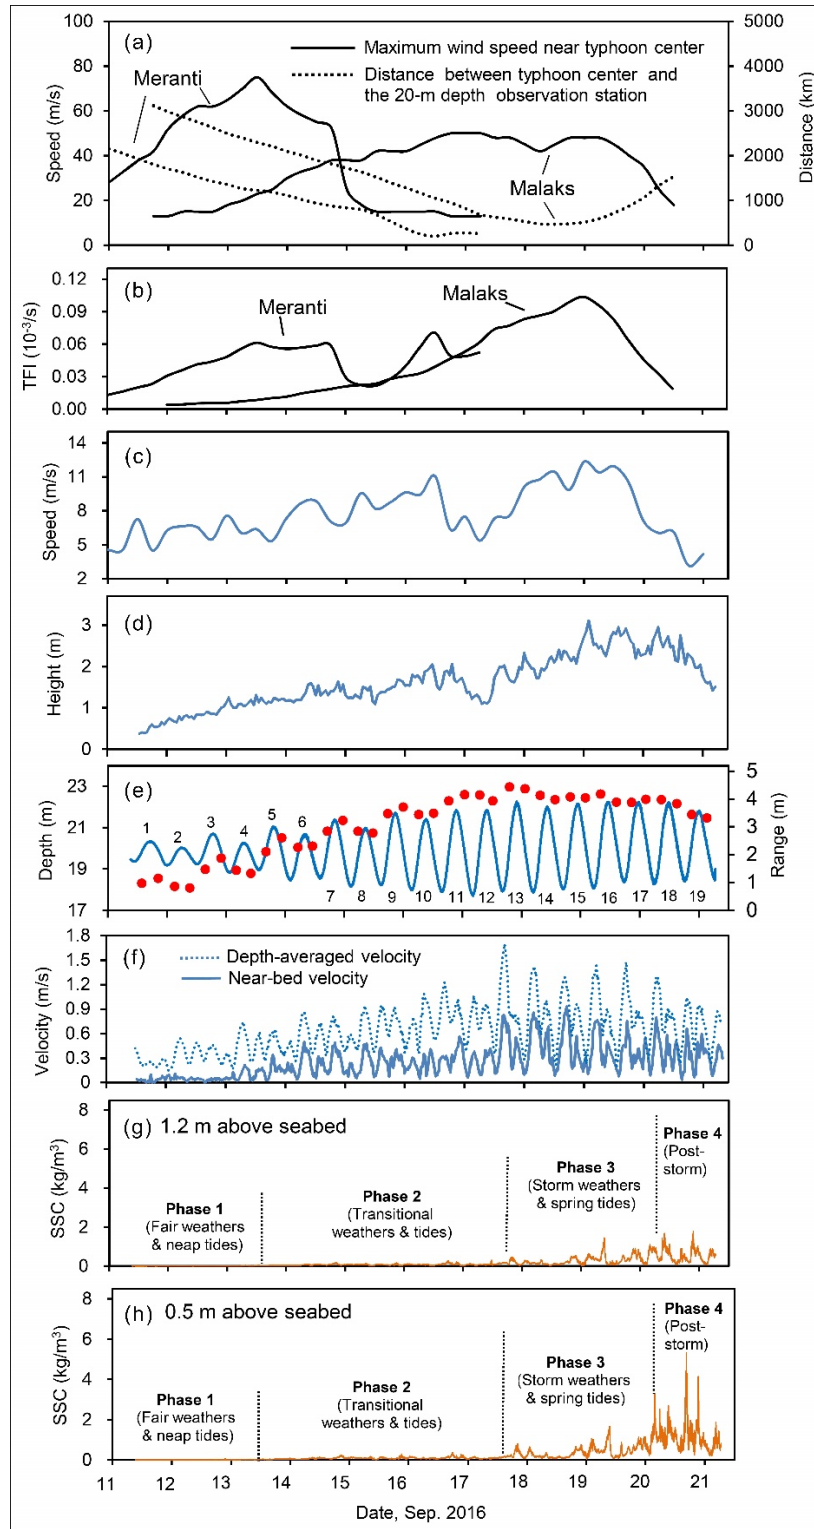 (a)
Maximum wind speed near typhoon center
Distance between typhoon center and
the 20-m depth observation station
Meranti
Malaks
Speed (m/s)
100
80
60
40
20
0
Distance (km)
5000
4000
3000
2000
1000
0
(b)
Meranti
Malaks
TFI (10⁻³/s)
0.12
0.09
0.06
0.03
0.00
(c)
Speed (m/s)
14
11
8
5
2
(d)
Height (m)
3
2
1
0
(e)
Depth (m)
23
21
19
17
Range (m)
5
4
3
2
1
0
1 2 3 4 5 6 7 8 9 10 11 12 13 14 15 16 17 18 19
(f)
Depth-averaged velocity
Near-bed velocity
Velocity (m/s)
1.8
1.5
1.2
0.9
0.6
0.3
0
(g) 1.2 m above seabed
SSC (kg/m³)
8
6
4
2
0
Phase 1
(Fair weathers
& neap tides)
Phase 2
(Transitional
weathers & tides)
Phase 3
(Storm weathers
& spring tides)
Phase 4
(Post-
storm)
(h) 0.5 m above seabed
SSC (kg/m³)
8
6
4
2
0
Phase 1
(Fair weathers
& neap tides)
Phase 2
(Transitional
weathers & tides)
Phase 3
(Storm weathers
& spring tides)
Phase 4
(Post-
storm)
11 12 13 14 15 16 17 18 19 20 21
Date, Sep. 2016